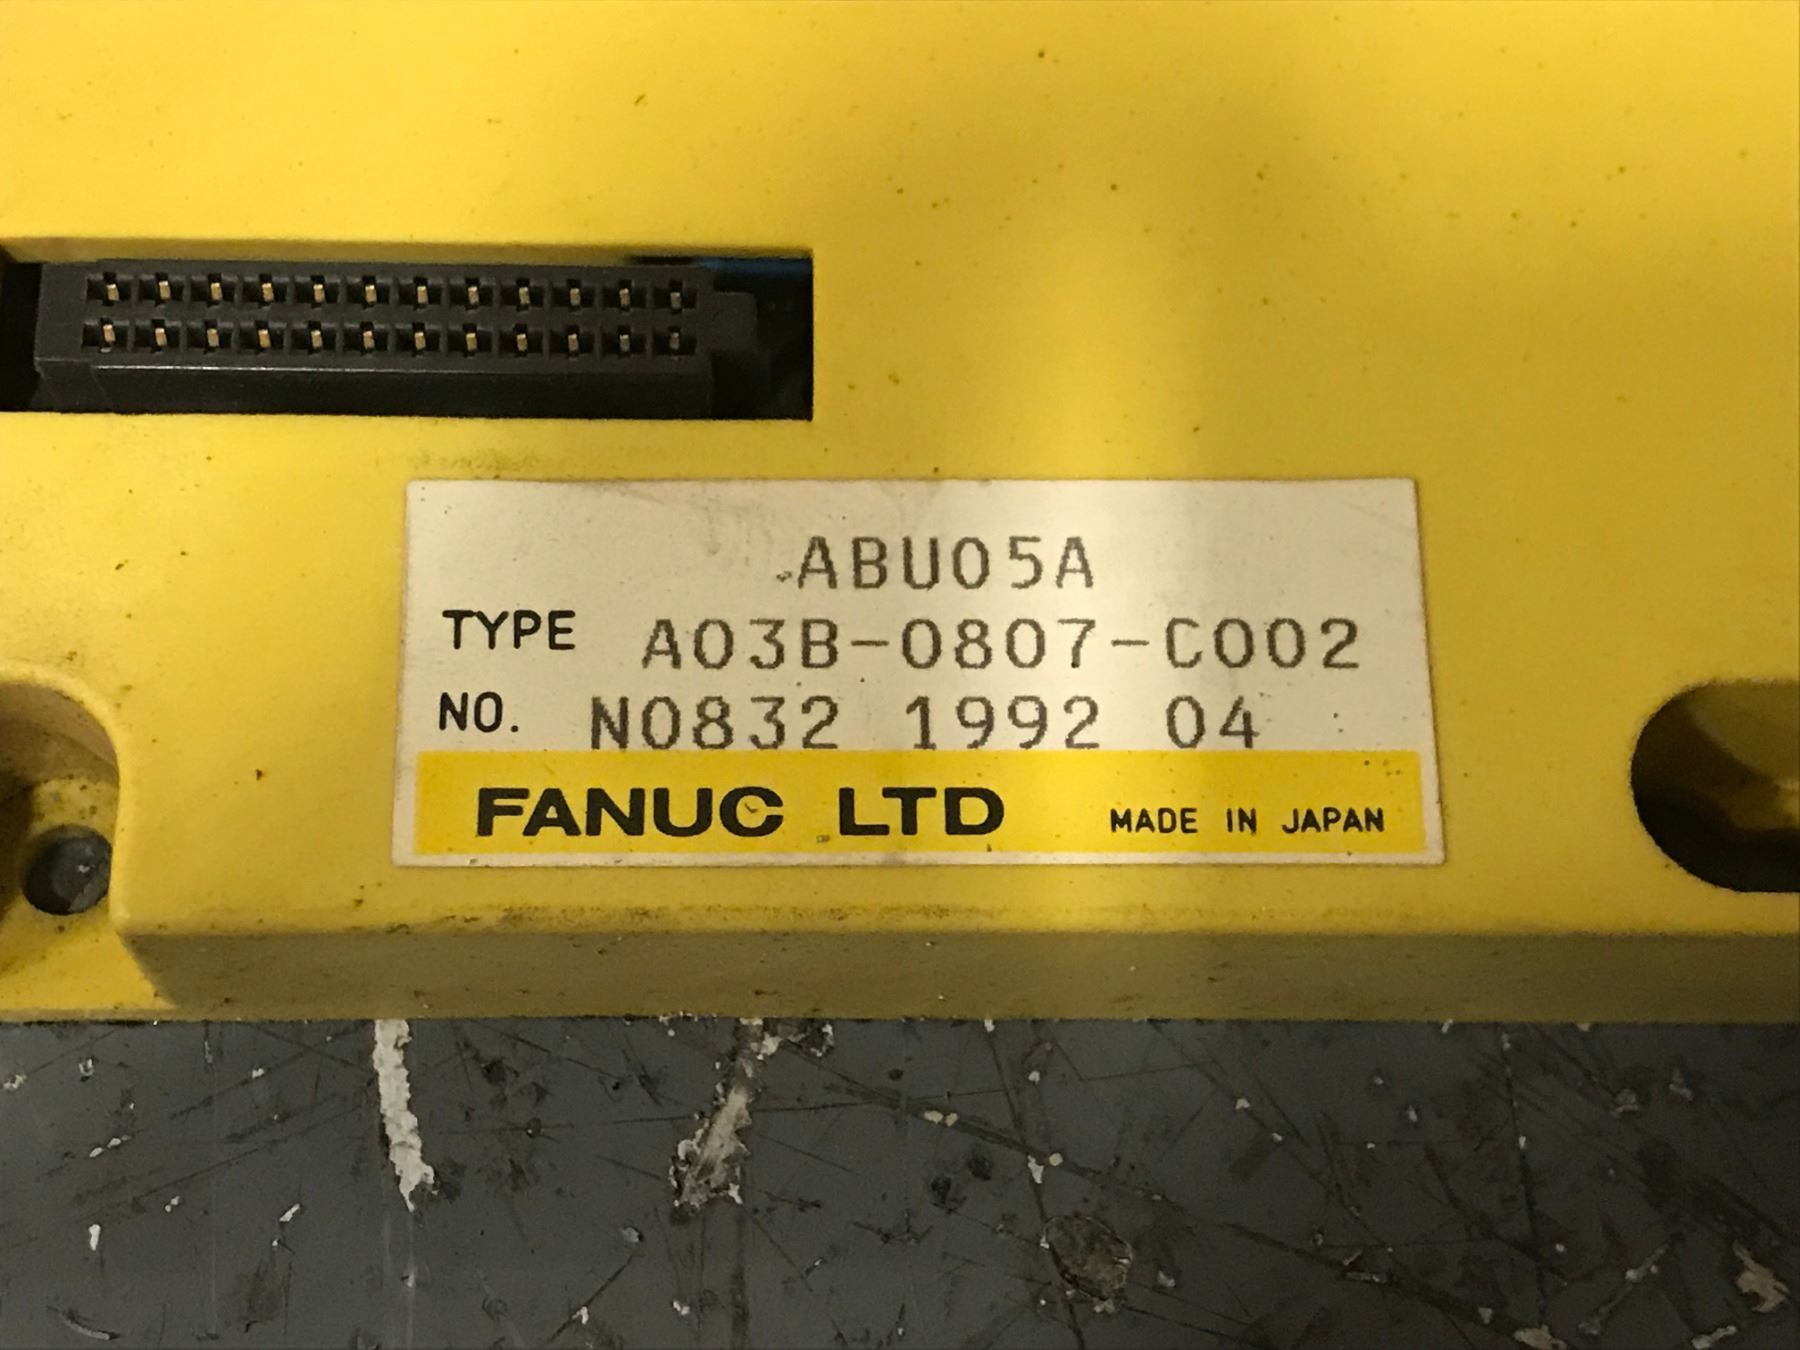 ABU05A
TYPE A03B-0807-C002
NO. N0832 1992 04
FANUC LTD MADE IN JAPAN